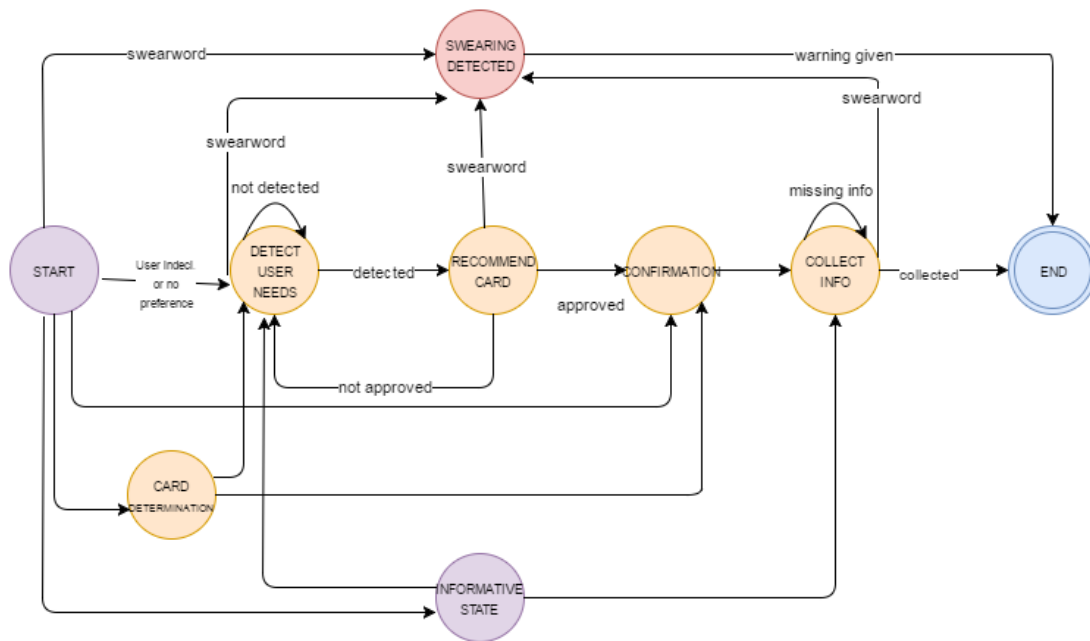 SWEARING
DETECTED
swearword
warning given
swearword
swearword
swearword
not detected
missing info
START
User Indecl.
or no
preference
DETECT
USER
NEEDS
detected
RECOMMEND
CARD
approved
CONFIRMATION
COLLECT
INFO
collected
END
not approved
CARD
DETERMINATION
INFORMATIVE
STATE